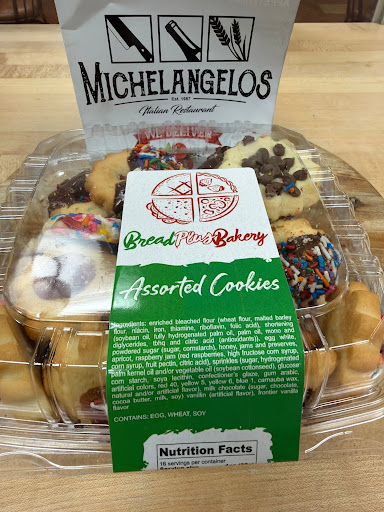 MICHELANGELOS
Est. 1987
Italian Restaurant
WE DELIVER
BreadPlusBakery
Assorted Cookies
Ingredients: enriched bleached flour (wheat flour, malted barley
flour, niacin, iron, thiamine, riboflavin, folic acid), shortening
(soybean oil, fully hydrogenated palm oil, palm oil, mono and
diglycerides, tbhq and citric acid (antioxidants)), egg white,
powdered sugar (sugar, cornstarch), honey, jams and preserves,
apricot, raspberry jam (red raspberries, high fructose corn syrup,
corn syrup, fruit pectin, citric acid), sprinkles (sugar, hydrogenated
palm kernel oil and/or vegetable oil (soybean cottonseed), glucose
corn starch, soya lecithin, confectioner's glaze, gum arabic,
artificial colors, red 40, yellow 5, yellow 6, blue 1, carnauba wax,
natural and/or artificial flavor), milk chocolate (sugar, chocolate,
cocoa butter, milk, soy) vanillin (artificial flavor), frontier vanilla
flavor
CONTAINS: EGG, WHEAT, SOY
Nutrition Facts
16 servings per container